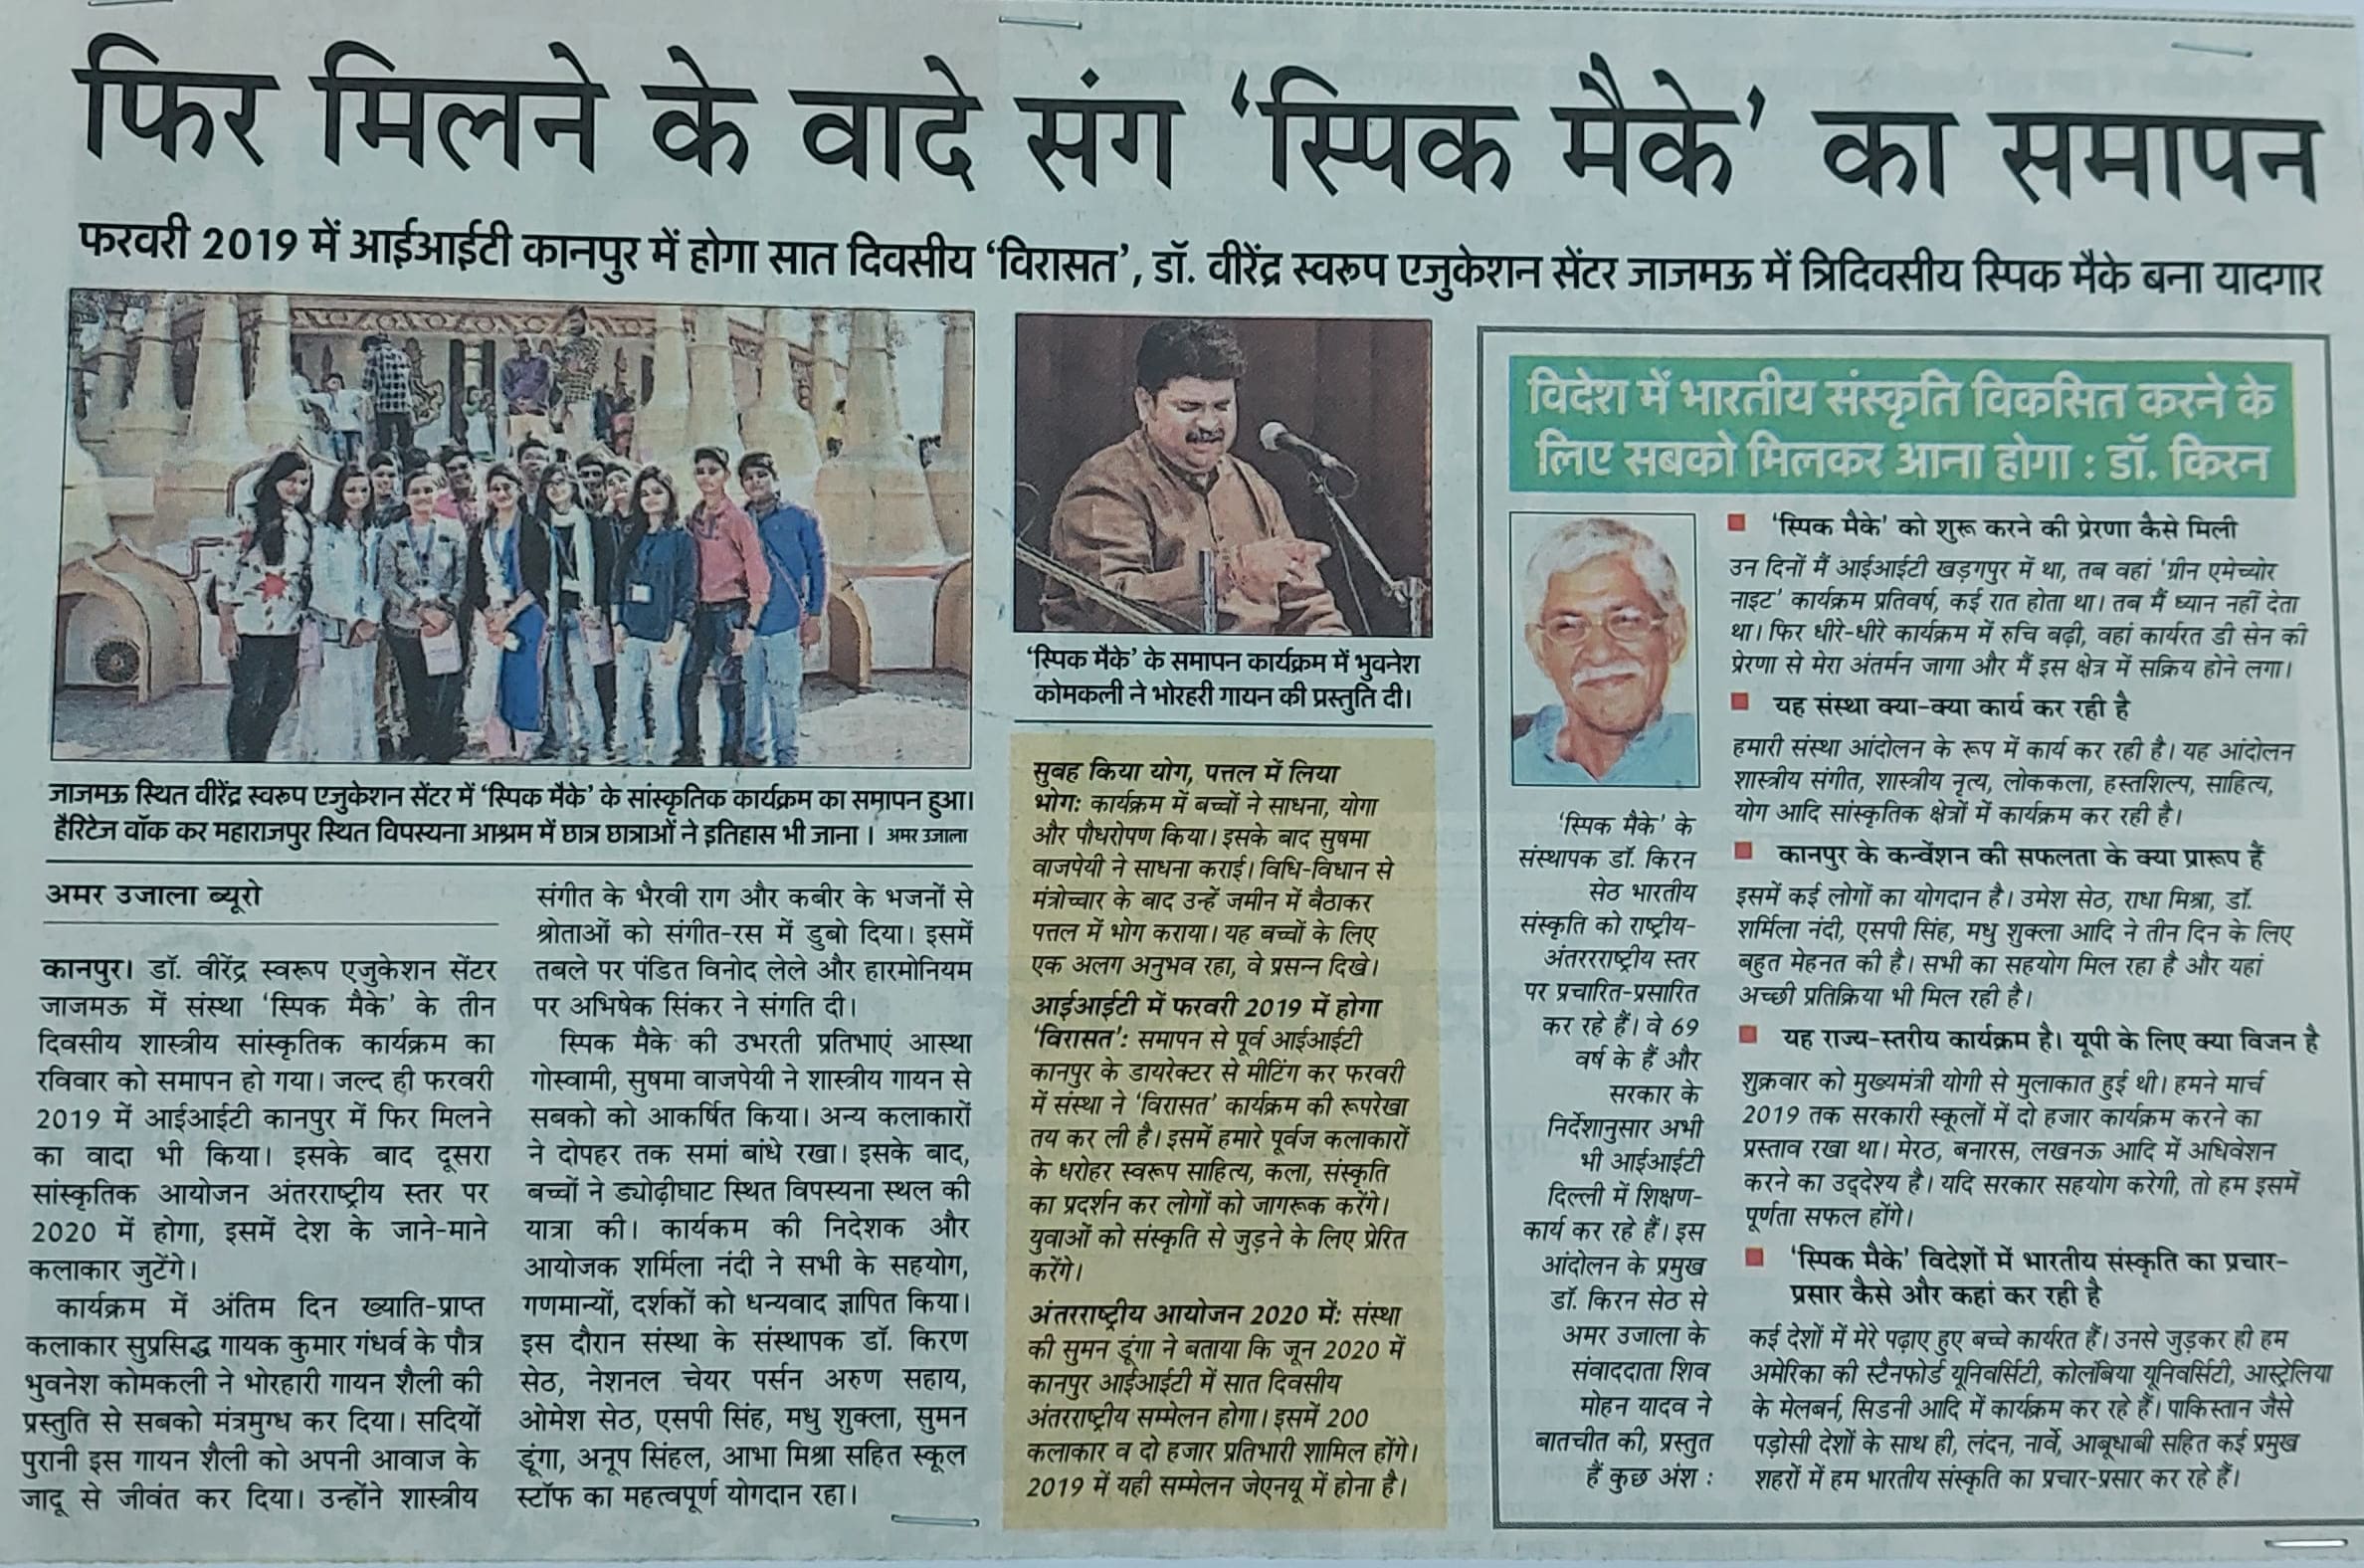 फिर मिलने के वादे संग ‘स्पिक मैके’ का समापन
फरवरी 2019 में आईआईटी कानपुर में होगा सात दिवसीय ‘विरासत’, डॉ. वीरेंद्र स्वरूप एजुकेशन सेंटर जाजमऊ में त्रिदिवसीय स्पिक मैके बना यादगार
जाजमऊ स्थित वीरेंद्र स्वरूप एजुकेशन सेंटर में ‘स्पिक मैके’ के सांस्कृतिक कार्यक्रम का समापन हुआ।
हैरिटेज वॉक कर महाराजपुर स्थित विपस्यना आश्रम में छात्र छात्राओं ने इतिहास भी जाना। अमर उजाला
अमर उजाला ब्यूरो
कानपुर। डॉ. वीरेंद्र स्वरूप एजुकेशन सेंटर
जाजमऊ में संस्था ‘स्पिक मैके’ के तीन
दिवसीय शास्त्रीय सांस्कृतिक कार्यक्रम का
रविवार को समापन हो गया। जल्द ही फरवरी
2019 में आईआईटी कानपुर में फिर मिलने
का वादा भी किया। इसके बाद दूसरा
सांस्कृतिक आयोजन अंतरराष्ट्रीय स्तर पर
2020 में होगा, इसमें देश के जाने-माने
कलाकार जुटेंगे।
कार्यक्रम में अंतिम दिन ख्याति-प्राप्त
कलाकार सुप्रसिद्ध गायक कुमार गंधर्व के पौत्र
भुवनेश कोमकली ने भोरहारी गायन शैली की
प्रस्तुति से सबको मंत्रमुग्ध कर दिया। सदियों
पुरानी इस गायन शैली को अपनी आवाज के
जादू से जीवंत कर दिया। उन्होंने शास्त्रीय
संगीत के भैरवी राग और कबीर के भजनों से
श्रोताओं को संगीत-रस में डुबो दिया। इसमें
तबले पर पंडित विनोद लेले और हारमोनियम
पर अभिषेक सिंकर ने संगति दी।
स्पिक मैके की उभरती प्रतिभाएं आस्था
गोस्वामी, सुषमा वाजपेयी ने शास्त्रीय गायन से
सबको को आकर्षित किया। अन्य कलाकारों
ने दोपहर तक समां बांधे रखा। इसके बाद,
बच्चों ने ड्योढ़ीघाट स्थित विपस्यना स्थल की
यात्रा की। कार्यकम की निदेशक और
आयोजक शर्मिला नंदी ने सभी के सहयोग,
गणमान्यों, दर्शकों को धन्यवाद ज्ञापित किया।
इस दौरान संस्था के संस्थापक डॉ. किरण
सेठ, नेशनल चेयर पर्सन अरुण सहाय,
ओमेश सेठ, एसपी सिंह, मधु शुक्ला, सुमन
डूंगा, अनूप सिंहल, आभा मिश्रा सहित स्कूल
स्टॉफ का महत्वपूर्ण योगदान रहा।
‘स्पिक मैके’ के समापन कार्यक्रम में भुवनेश
कोमकली ने भोरहरी गायन की प्रस्तुति दी।
सुबह किया योग, पत्तल में लिया
भोग: कार्यक्रम में बच्चों ने साधना, योगा
और पौधरोपण किया। इसके बाद सुषमा
वाजपेयी ने साधना कराई। विधि-विधान से
मंत्रोच्चार के बाद उन्हें जमीन में बैठाकर
पत्तल में भोग कराया। यह बच्चों के लिए
एक अलग अनुभव रहा, वे प्रसन्न दिखे।
आईआईटी में फरवरी 2019 में होगा
‘विरासत’: समापन से पूर्व आईआईटी
कानपुर के डायरेक्टर से मीटिंग कर फरवरी
में संस्था ने ‘विरासत’ कार्यक्रम की रूपरेखा
तय कर ली है। इसमें हमारे पूर्वज कलाकारों
के धरोहर स्वरूप साहित्य, कला, संस्कृति
का प्रदर्शन कर लोगों को जागरूक करेंगे।
युवाओं को संस्कृति से जुड़ने के लिए प्रेरित
करेंगे।
अंतरराष्ट्रीय आयोजन 2020 में: संस्था
की सुमन डूंगा ने बताया कि जून 2020 में
कानपुर आईआईटी में सात दिवसीय
अंतरराष्ट्रीय सम्मेलन होगा। इसमें 200
कलाकार व दो हजार प्रतिभारी शामिल होंगे।
2019 में यही सम्मेलन जेएनयू में होना है।
विदेश में भारतीय संस्कृति विकसित करने के
लिए सबको मिलकर आना होगा : डॉ. किरन
‘स्पिक मैके’ के
संस्थापक डॉ. किरन
सेठ भारतीय
संस्कृति को राष्ट्रीय-
अंतरराष्ट्रीय स्तर
पर प्रचारित-प्रसारित
कर रहे हैं। वे 69
वर्ष के हैं और
सरकार के
निर्देशानुसार अभी
भी आईआईटी
दिल्ली में शिक्षण-
कार्य कर रहे हैं। इस
आंदोलन के प्रमुख
डॉ. किरन सेठ से
अमर उजाला के
संवाददाता शिव
मोहन यादव ने
बातचीत की, प्रस्तुत
हैं कुछ अंश :
‘स्पिक मैके’ को शुरू करने की प्रेरणा कैसे मिली
उन दिनों मैं आईआईटी खड़गपुर में था, तब वहां ‘ग्रीन एमेच्योर
नाइट’ कार्यक्रम प्रतिवर्ष, कई रात होता था। तब मैं ध्यान नहीं देता
था। फिर धीरे-धीरे कार्यक्रम में रुचि बढ़ी, वहां कार्यरत डी सेन की
प्रेरणा से मेरा अंतर्मन जागा और मैं इस क्षेत्र में सक्रिय होने लगा।
यह संस्था क्या-क्या कार्य कर रही है
हमारी संस्था आंदोलन के रूप में कार्य कर रही है। यह आंदोलन
शास्त्रीय संगीत, शास्त्रीय नृत्य, लोककला, हस्तशिल्प, साहित्य,
योग आदि सांस्कृतिक क्षेत्रों में कार्यक्रम कर रही है।
कानपुर के कन्वेंशन की सफलता के क्या प्रारूप हैं
इसमें कई लोगों का योगदान है। उमेश सेठ, राधा मिश्रा, डॉ.
शर्मिला नंदी, एसपी सिंह, मधु शुक्ला आदि ने तीन दिन के लिए
बहुत मेहनत की है। सभी का सहयोग मिल रहा है और यहां
अच्छी प्रतिक्रिया भी मिल रही है।
यह राज्य-स्तरीय कार्यक्रम है। यूपी के लिए क्या विजन है
शुक्रवार को मुख्यमंत्री योगी से मुलाकात हुई थी। हमने मार्च
2019 तक सरकारी स्कूलों में दो हजार कार्यक्रम करने का
प्रस्ताव रखा था। मेरठ, बनारस, लखनऊ आदि में अधिवेशन
करने का उद्देश्य है। यदि सरकार सहयोग करेगी, तो हम इसमें
पूर्णता सफल होंगे।
‘स्पिक मैके’ विदेशों में भारतीय संस्कृति का प्रचार-
प्रसार कैसे और कहां कर रही है
कई देशों में मेरे पढ़ाए हुए बच्चे कार्यरत हैं। उनसे जुड़कर ही हम
अमेरिका की स्टैनफोर्ड यूनिवर्सिटी, कोलंबिया यूनिवर्सिटी, आस्ट्रेलिया
के मेलबर्न, सिडनी आदि में कार्यक्रम कर रहे हैं। पाकिस्तान जैसे
पड़ोसी देशों के साथ ही, लंदन, नार्वे, आबूधाबी सहित कई प्रमुख
शहरों में हम भारतीय संस्कृति का प्रचार-प्रसार कर रहे हैं।